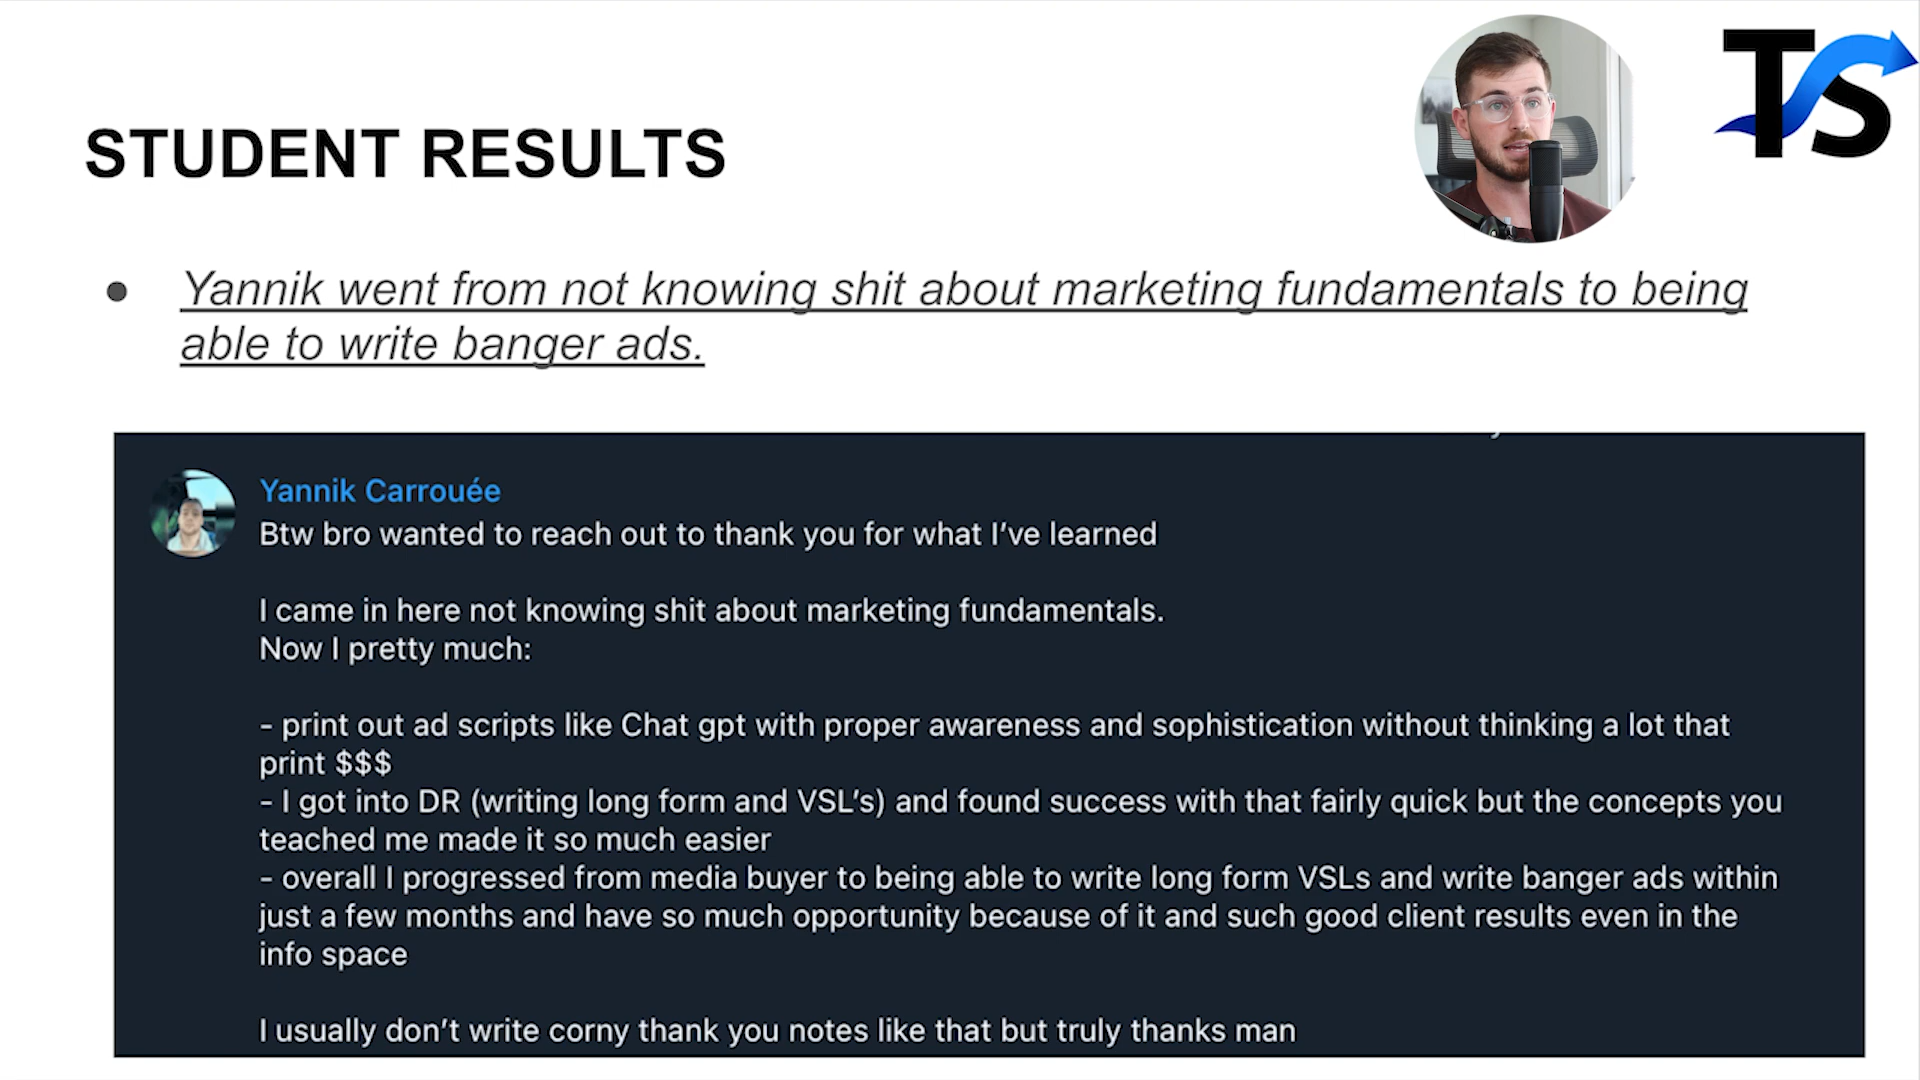 TS
STUDENT RESULTS
● Yannik went from not knowing shit about marketing fundamentals to being
able to write banger ads.
Yannik Carrouée
Btw bro wanted to reach out to thank you for what I’ve learned
I came in here not knowing shit about marketing fundamentals.
Now I pretty much:
- print out ad scripts like Chat gpt with proper awareness and sophistication without thinking a lot that
print $$$
- I got into DR (writing long form and VSL’s) and found success with that fairly quick but the concepts you
teached me made it so much easier
- overall I progressed from media buyer to being able to write long form VSLs and write banger ads within
just a few months and have so much opportunity because of it and such good client results even in the
info space
I usually don’t write corny thank you notes like that but truly thanks man